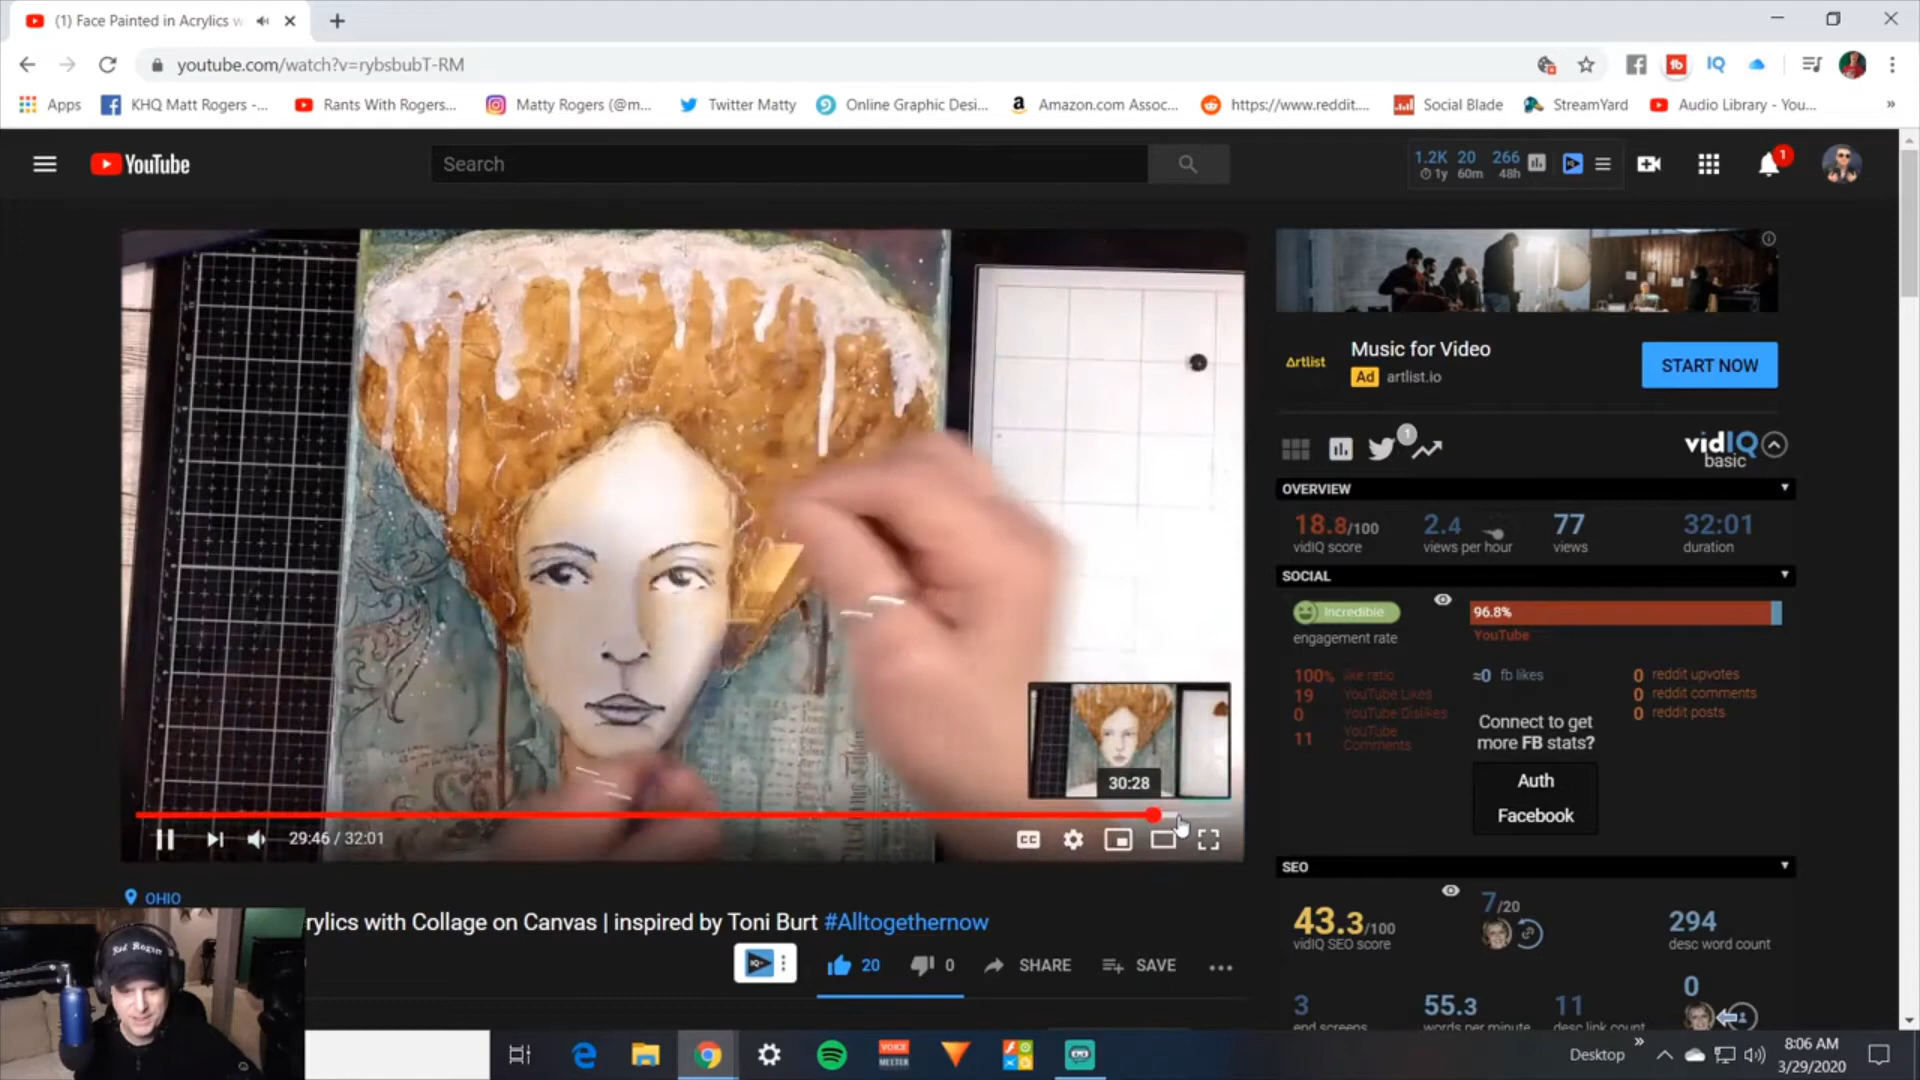 (1) Face Painted in Acrylics w
youtube.com/watch?v=rybsbubT-RM
Apps
KHQ Matt Rogers -...
Rants With Rogers...
Matty Rogers (@m...
Twitter Matty
Online Graphic Desi...
Amazon.com Assoc...
https://www.reddit....
Social Blade
StreamYard
Audio Library - You...
»
YouTube
Search
1.2K 20 266
1y 60m 48h
1
Artlist
Music for Video
Ad artlist.io
START NOW
1
vidIQ
basic
OVERVIEW
18.8/100 2.4 77 32:01
vidIQ score views per hour views duration
SOCIAL
Incredible 96.8%
engagement rate YouTube
100% like ratio ≈0 fb likes 0 reddit upvotes
19 YouTube Likes 0 reddit comments
0 YouTube Dislikes 0 reddit posts
11 YouTube Comments
Connect to get
more FB stats?
Auth
Facebook
30:28
29:46 / 32:01
CC
SEO
43.3/100 7/20 294
vidIQ SEO score desc word count
0
3 55.3 11
end screens words per minute desc link count
OHIO
rylics with Collage on Canvas | inspired by Toni Burt #Alltogethernow
20 0 SHARE SAVE
VOICE
MEETER
Desktop
8:06 AM
3/29/2020